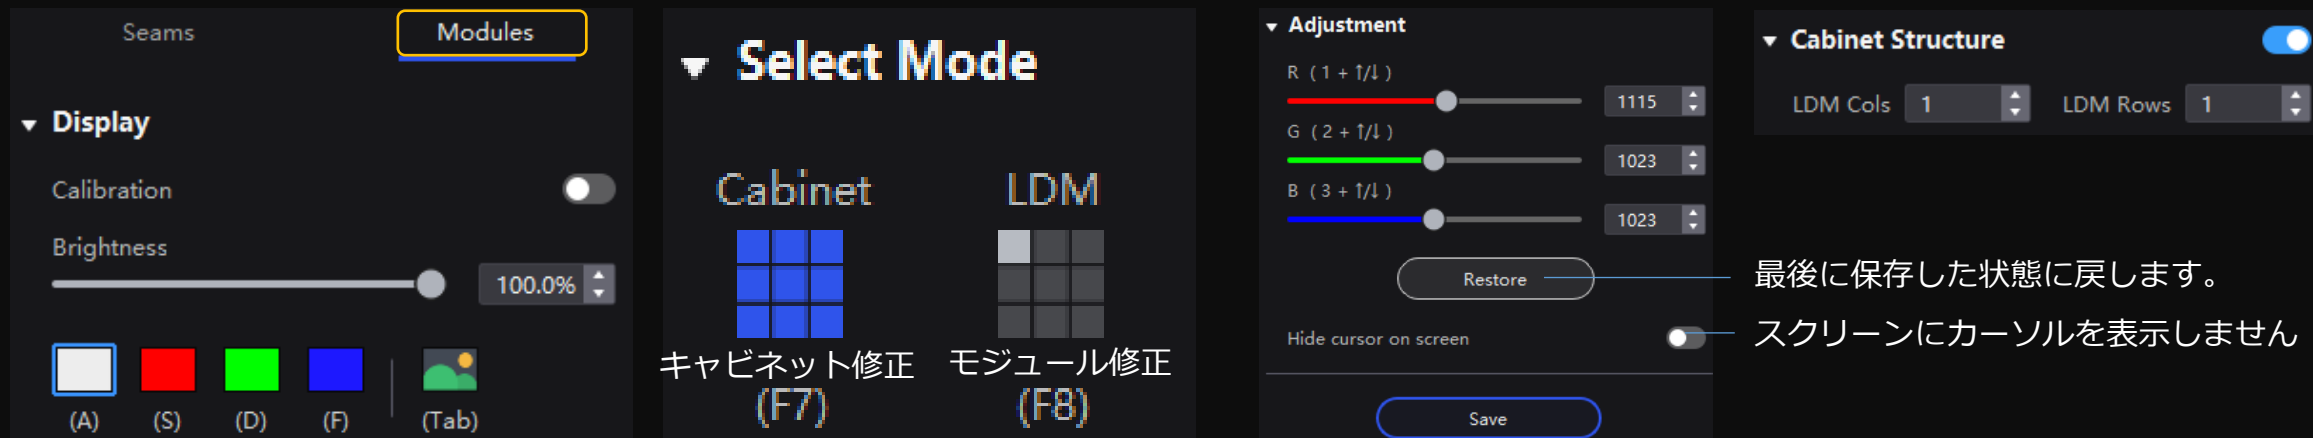 Seams Modules
Display
Calibration
Brightness
100.0%
(A) (S) (D) (F) (Tab)
Select Mode
Cabinet LDM
キャビネット修正 モジュール修正
(F7) (F8)
Adjustment
R ( 1 + ↑/↓ )
1115
G ( 2 + ↑/↓ )
1023
B ( 3 + ↑/↓ )
1023
Restore
Hide cursor on screen
Save
Cabinet Structure
LDM Cols 1 LDM Rows 1
最後に保存した状態に戻します。
スクリーンにカーソルを表示しません